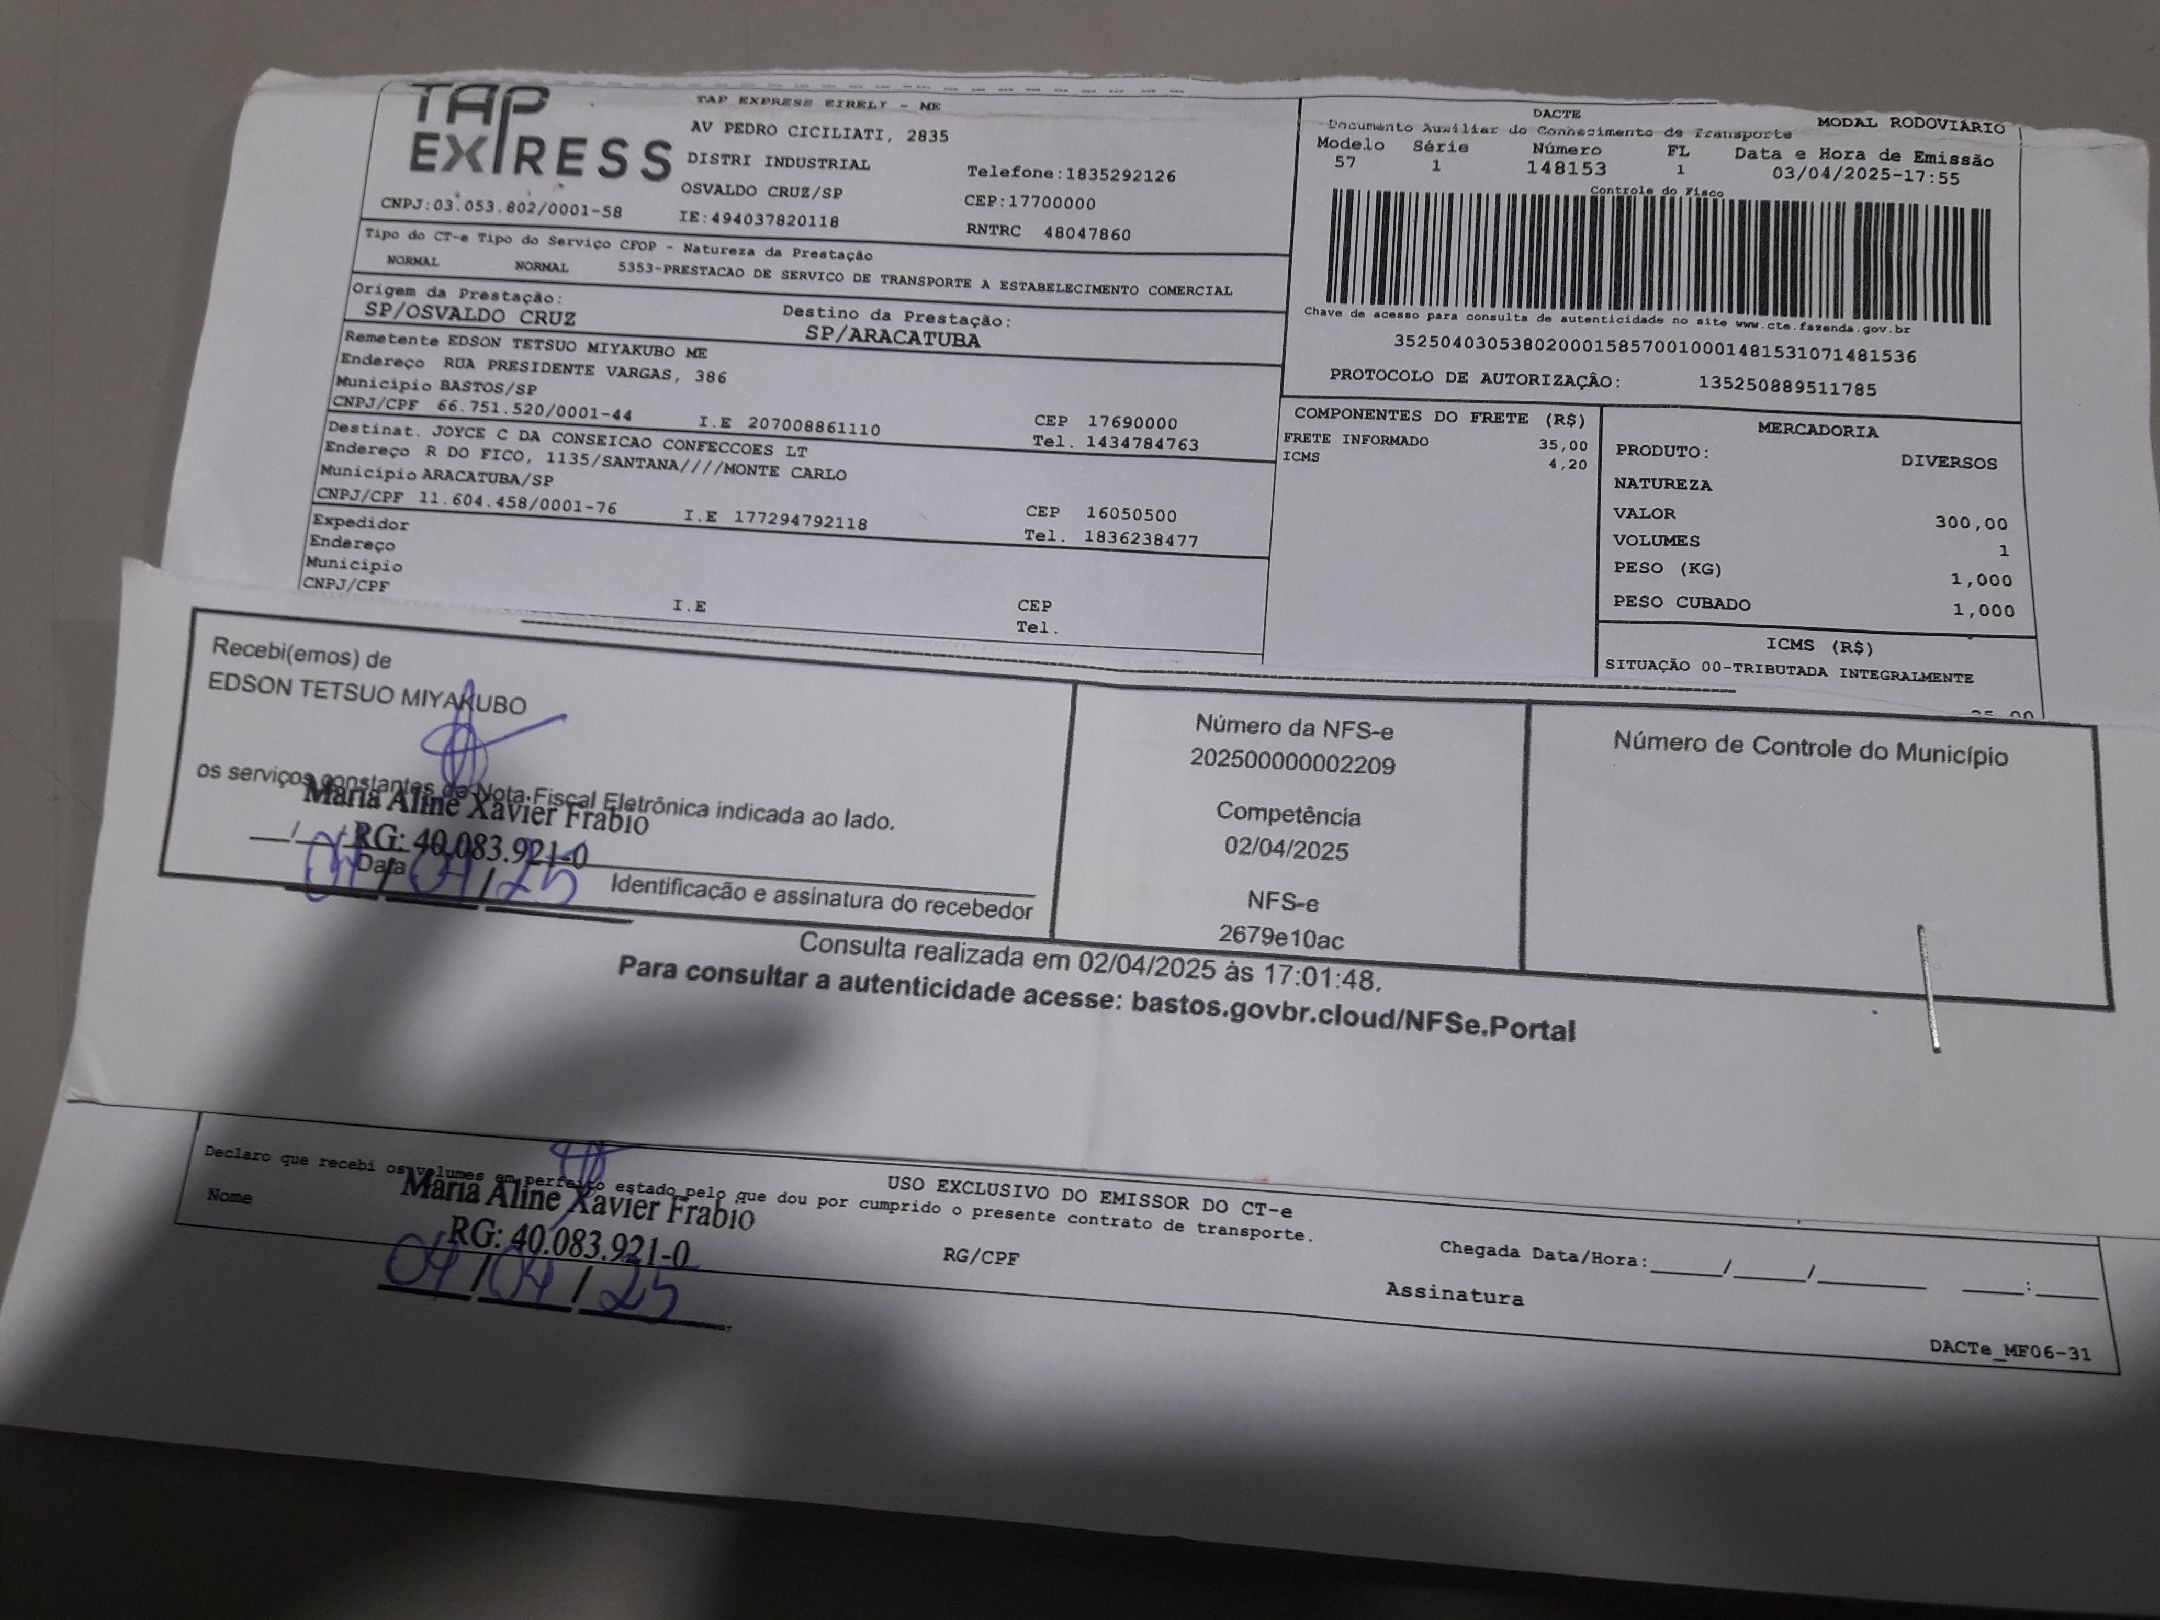 TAP
EXPRESS
CNPJ:03.053.802/0001-58
TAP EXPRESS EIRELY - ME
AV PEDRO CICILIATI, 2835
DISTRI INDUSTRIAL
Telefone:1835292126
OSVALDO CRUZ/SP
CEP:17700000
IE:494037820118
RNTRC 48047860
DACTE
MODAL RODOVIÁRIO
Documento Auxiliar do Conhecimento de Transporte
Modelo Série Número FL Data e Hora de Emissão
57 1 148153 1 03/04/2025-17:55
Controle do Fisco
Chave de acesso para consulta de autenticidade no site www.cte.fazenda.gov.br
35250403053802000158570010001481531071481536
PROTOCOLO DE AUTORIZAÇÃO: 135250889511785
Tipo do CT-e Tipo do Serviço CFOP - Natureza da Prestação
NORMAL NORMAL 5353-PRESTACAO DE SERVICO DE TRANSPORTE A ESTABELECIMENTO COMERCIAL
Origem da Prestação: Destino da Prestação:
SP/OSVALDO CRUZ SP/ARACATUBA
Remetente EDSON TETSUO MIYAKUBO ME
Endereço RUA PRESIDENTE VARGAS, 386
Município BASTOS/SP CEP 17690000
CNPJ/CPF 66.751.520/0001-44 I.E 207008861110 Tel. 1434784763
Destinat. JOYCE C DA CONSEICAO CONFECCOES LT
Endereço R DO FICO, 1135/SANTANA////MONTE CARLO
Município ARACATUBA/SP CEP 16050500
CNPJ/CPF 11.604.458/0001-76 I.E 177294792118 Tel. 1836238477
Expedidor
Endereço
Município CEP
CNPJ/CPF I.E Tel.
COMPONENTES DO FRETE (R$)
FRETE INFORMADO 35,00
ICMS 4,20
MERCADORIA
PRODUTO: DIVERSOS
NATUREZA
VALOR 300,00
VOLUMES 1
PESO (KG) 1,000
PESO CUBADO 1,000
ICMS (R$)
SITUAÇÃO 00-TRIBUTADA INTEGRALMENTE
Recebi(emos) de
EDSON TETSUO MIYAKUBO
os serviços constantes da Nota Fiscal Eletrônica indicada ao lado.
Maria Aline Xavier Frabio
RG: 40.083.921-0
Data
04/04/25
Identificação e assinatura do recebedor
Número da NFS-e
202500000002209
Competência
02/04/2025
NFS-e
2679e10ac
Número de Controle do Município
Consulta realizada em 02/04/2025 às 17:01:48.
Para consultar a autenticidade acesse: bastos.govbr.cloud/NFSe.Portal
USO EXCLUSIVO DO EMISSOR DO CT-e
Declaro que recebi os volumes em perfeito estado pelo que dou por cumprido o presente contrato de transporte.
Nome
Maria Aline Xavier Frabio
RG: 40.083.921-0
04/04/25
RG/CPF
Assinatura
Chegada Data/Hora:____/____/______ ____:____
DACTe_MF06-31